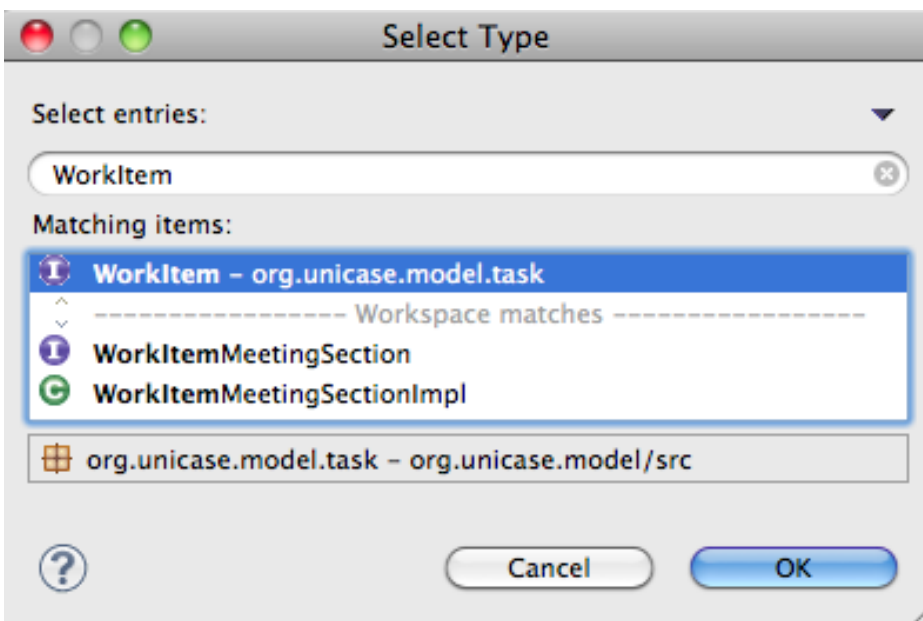 Select Type
Select entries:
WorkItem
Matching items:
WorkItem – org.unicase.model.task
----------------- Workspace matches -----------------
WorkItemMeetingSection
WorkItemMeetingSectionImpl
org.unicase.model.task – org.unicase.model/src
Cancel OK